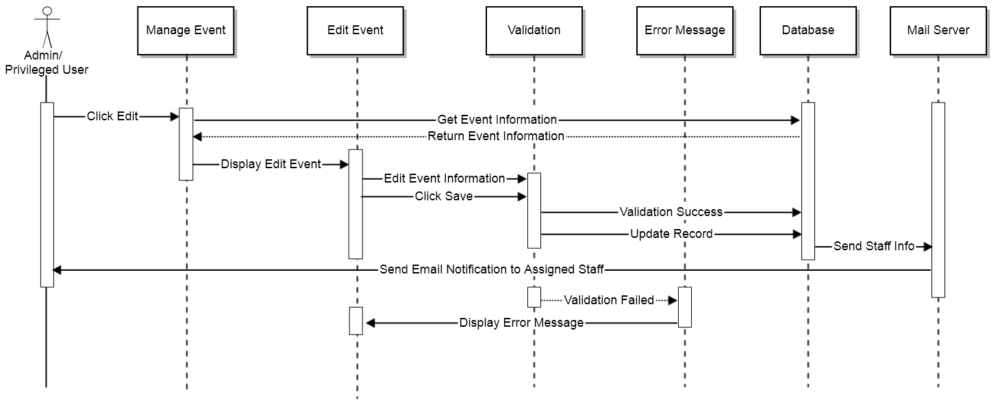 Manage Event
Edit Event
Validation
Error Message
Database
Mail Server
Admin/
Privileged User
Click Edit
Get Event Information
Return Event Information
Display Edit Event
Edit Event Information
Click Save
Validation Success
Update Record
Send Staff Info
Send Email Notification to Assigned Staff
Validation Failed
Display Error Message